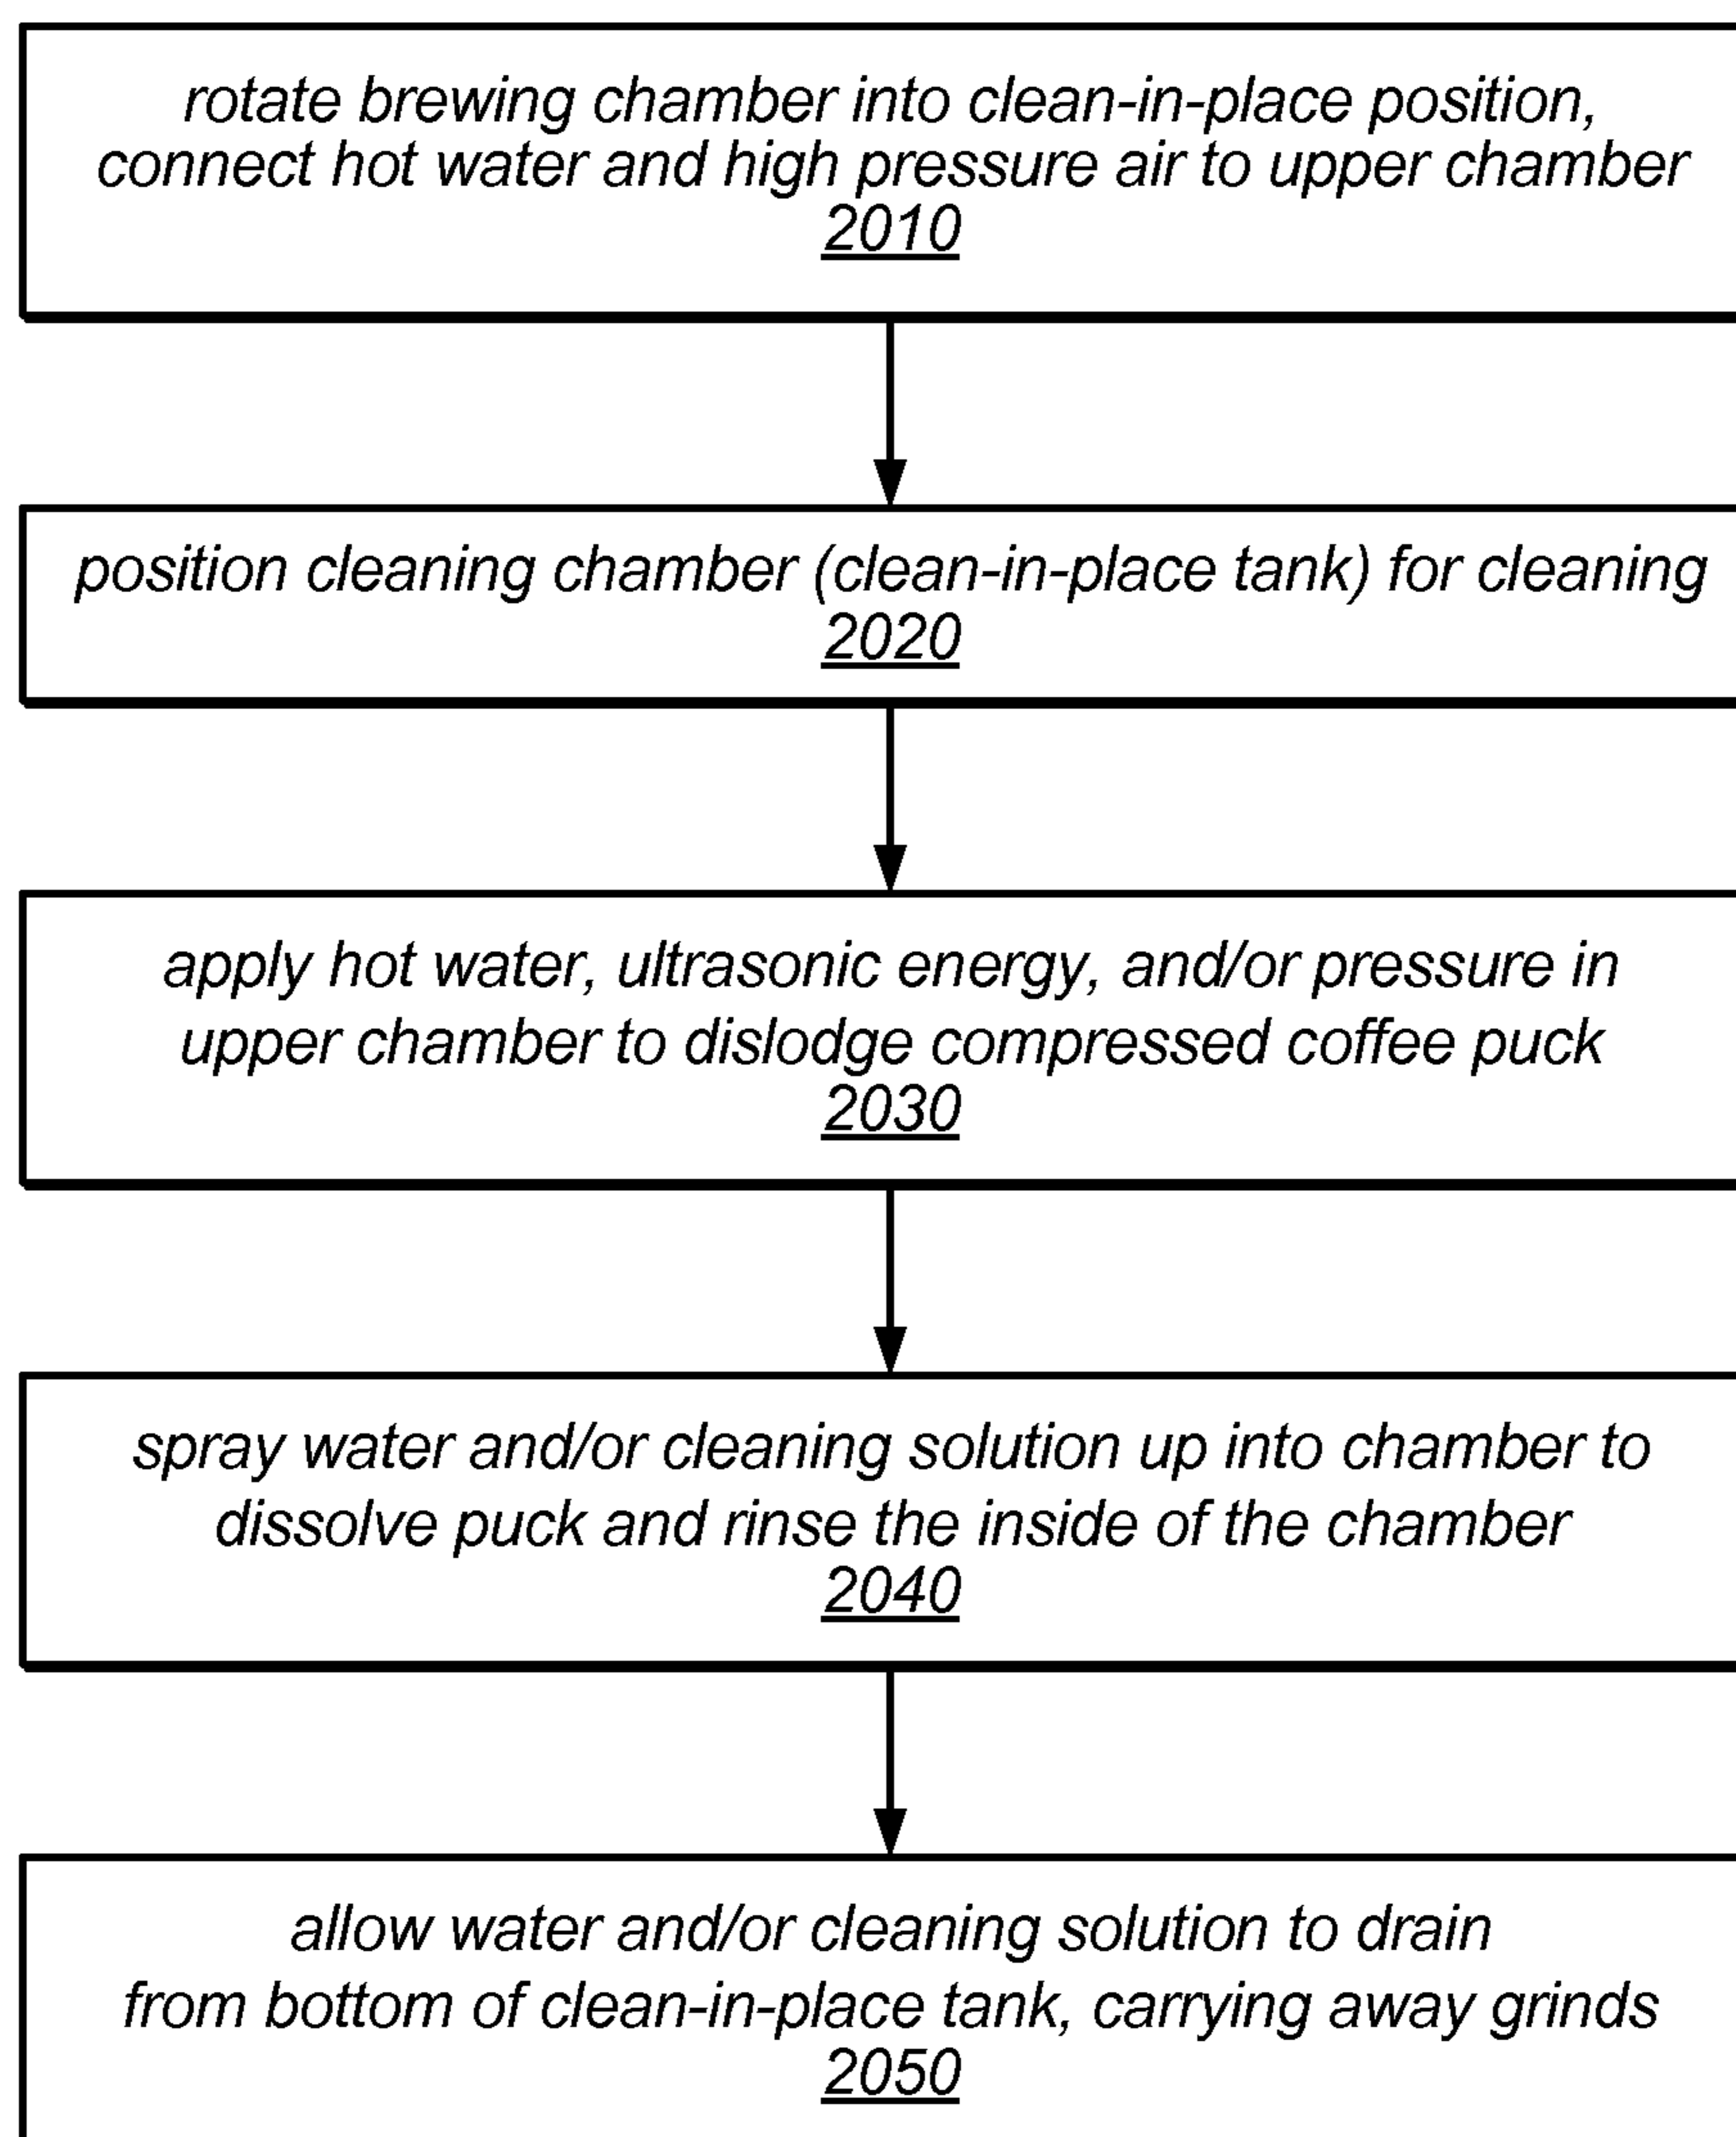 rotate brewing chamber into clean-in-place position,
connect hot water and high pressure air to upper chamber
2010
position cleaning chamber (clean-in-place tank) for cleaning
2020
apply hot water, ultrasonic energy, and/or pressure in
upper chamber to dislodge compressed coffee puck
2030
spray water and/or cleaning solution up into chamber to
dissolve puck and rinse the inside of the chamber
2040
allow water and/or cleaning solution to drain
from bottom of clean-in-place tank, carrying away grinds
2050